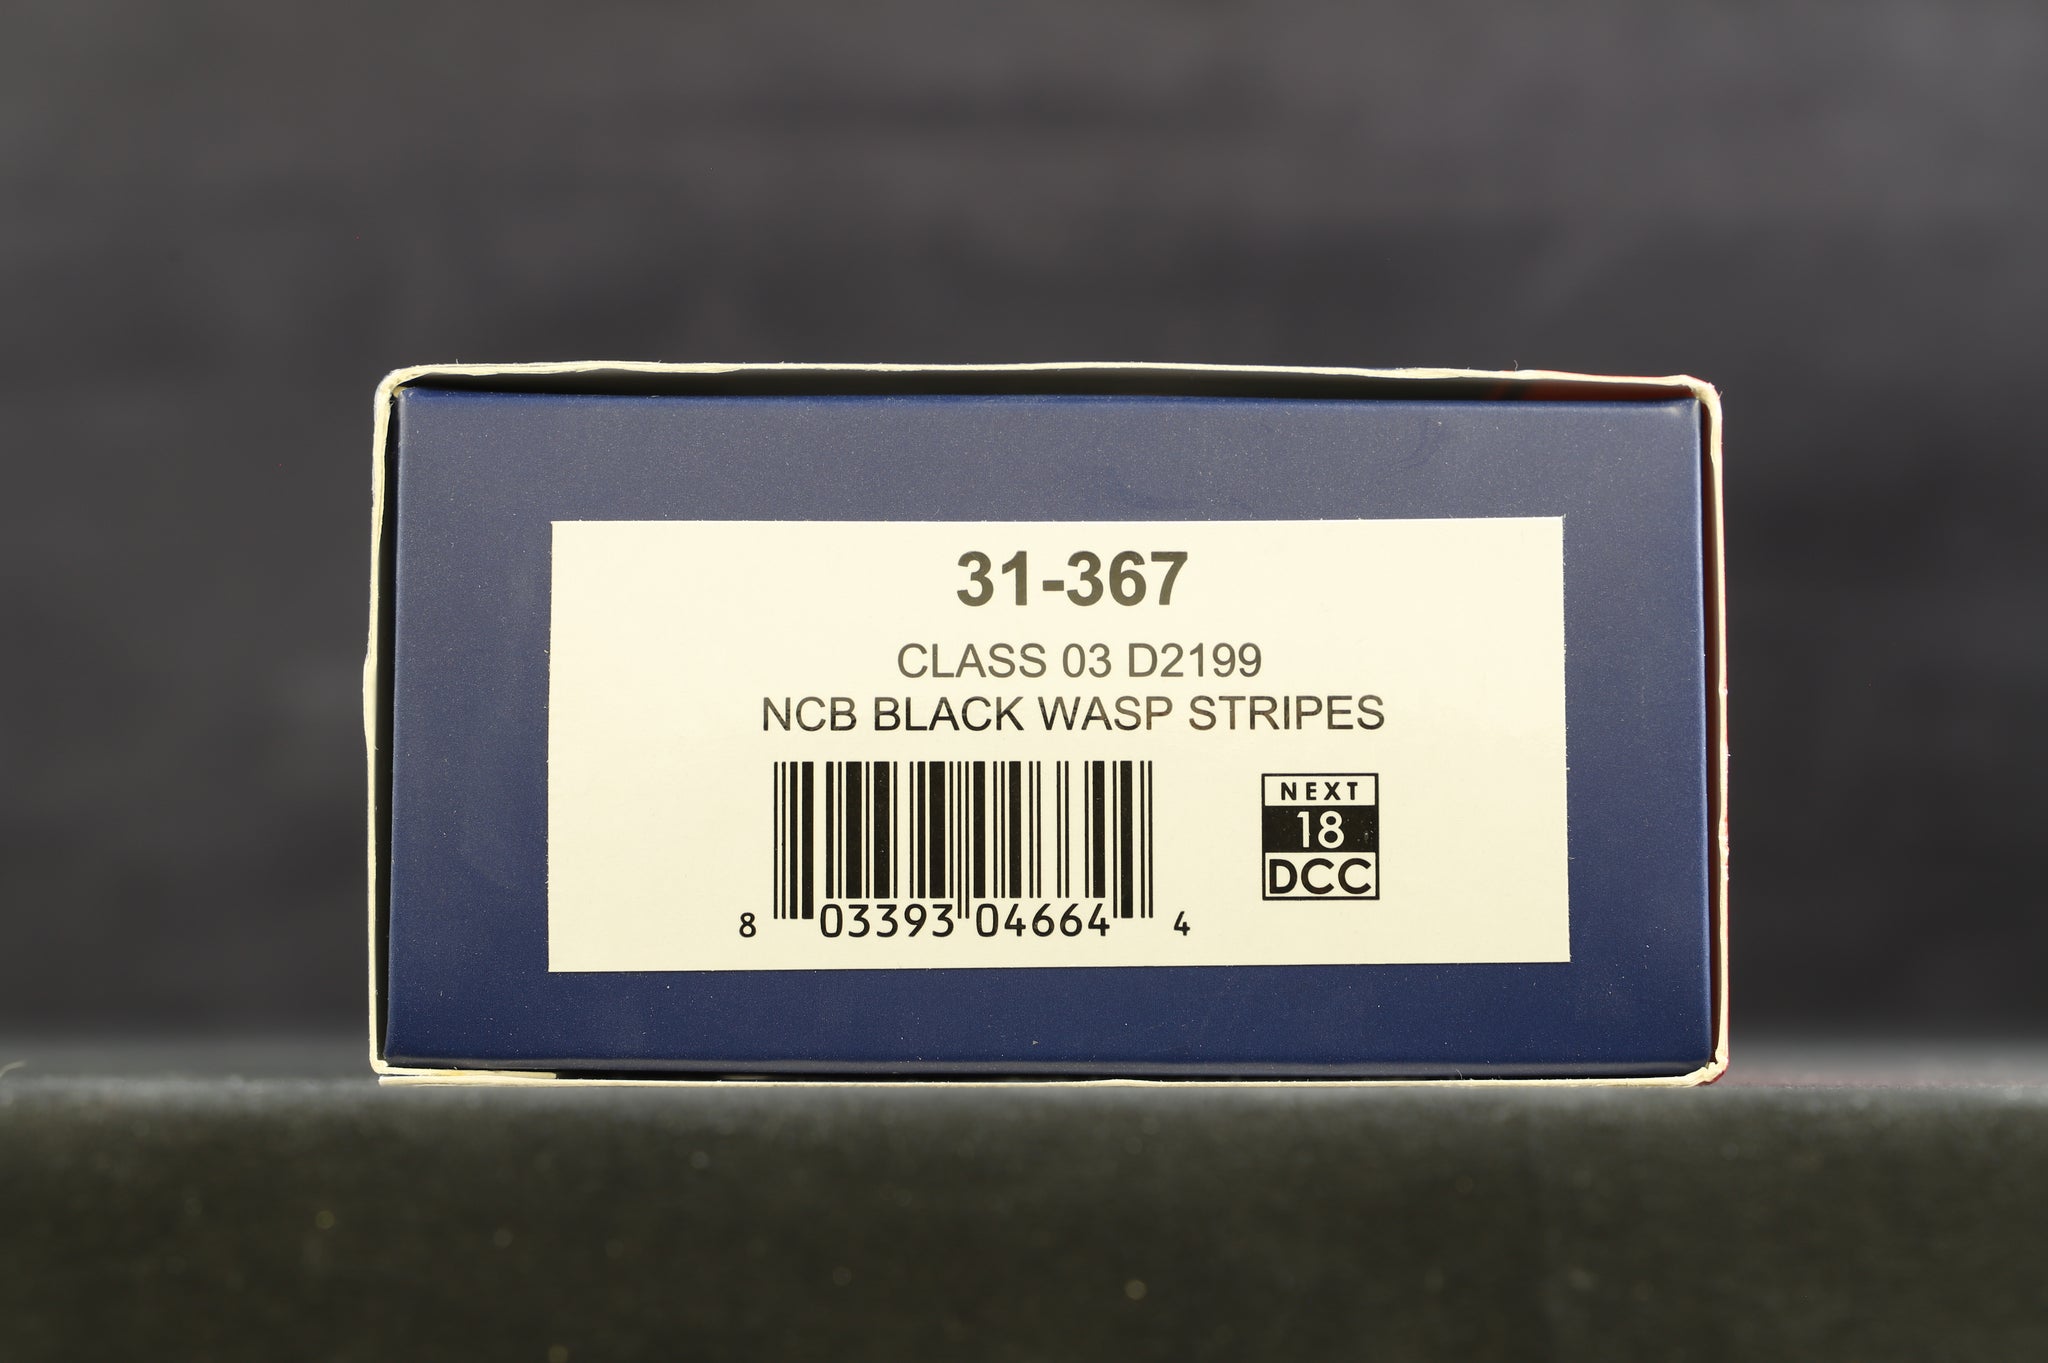 31-367
CLASS 03 D2199
NCB BLACK WASP STRIPES
8 03393 04664 4
NEXT
18
DCC